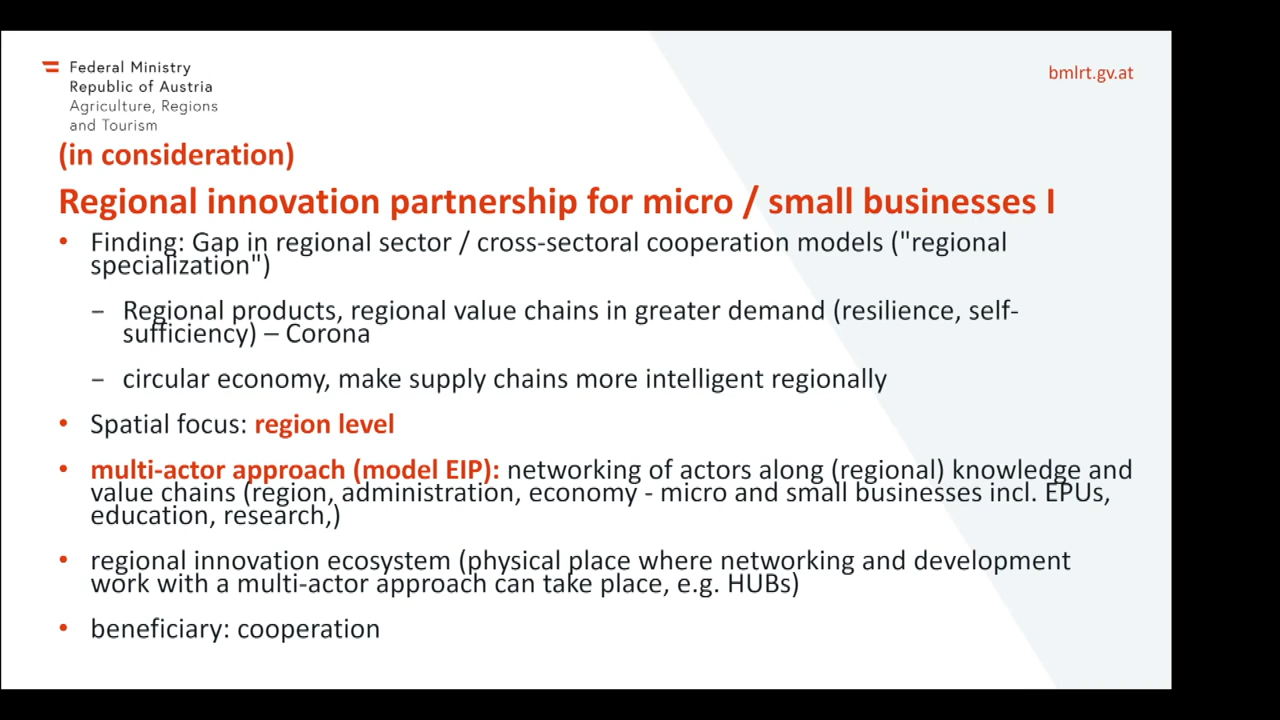 Federal Ministry
Republic of Austria
Agriculture, Regions
and Tourism
bmlrt.gv.at
(in consideration)
Regional innovation partnership for micro / small businesses I
• Finding: Gap in regional sector / cross-sectoral cooperation models ("regional
specialization")
– Regional products, regional value chains in greater demand (resilience, self-
sufficiency) – Corona
– circular economy, make supply chains more intelligent regionally
• Spatial focus: region level
• multi-actor approach (model EIP): networking of actors along (regional) knowledge and
value chains (region, administration, economy - micro and small businesses incl. EPUs,
education, research,)
• regional innovation ecosystem (physical place where networking and development
work with a multi-actor approach can take place, e.g. HUBs)
• beneficiary: cooperation